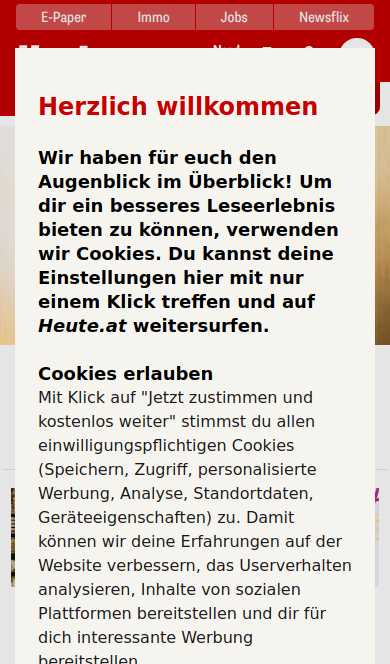 E-Paper
Immo
Jobs
Newsflix
Herzlich willkommen
Wir haben für euch den
Augenblick im Überblick! Um
dir ein besseres Leseerlebnis
bieten zu können, verwenden
wir Cookies. Du kannst deine
Einstellungen hier mit nur
einem Klick treffen und auf
Heute.at weitersurfen.
Cookies erlauben
Mit Klick auf "Jetzt zustimmen und
kostenlos weiter" stimmst du allen
einwilligungspflichtigen Cookies
(Speichern, Zugriff, personalisierte
Werbung, Analyse, Standortdaten,
Geräteeigenschaften) zu. Damit
können wir deine Erfahrungen auf der
Website verbessern, das Userverhalten
analysieren, Inhalte von sozialen
Plattformen bereitstellen und dir für
dich interessante Werbung
bereitstellen